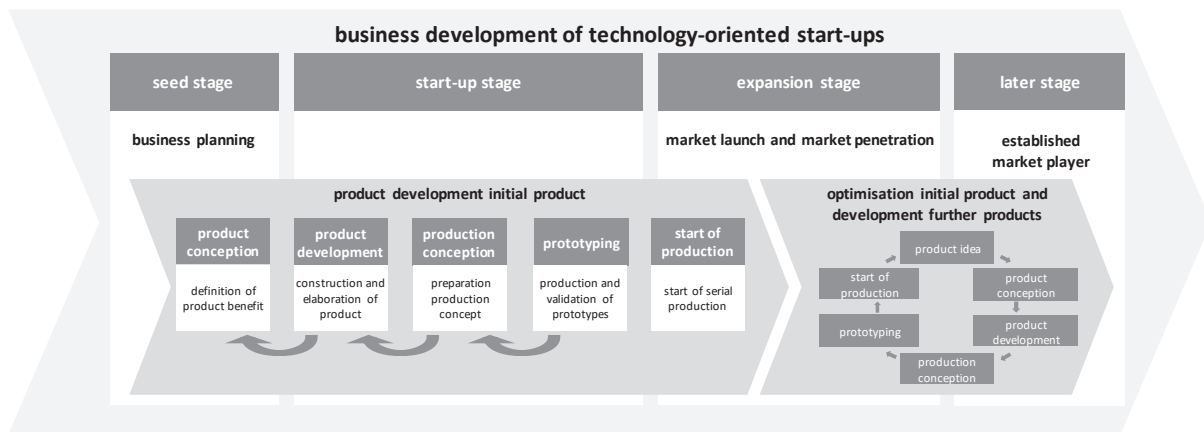 business development of technology-oriented start-ups
seed stage
start-up stage
expansion stage
later stage
business planning
market launch and market penetration
established
market player
product development initial product
product
conception
definition of
product benefit
product
development
construction and
elaboration of
product
production
conception
preparation
production
concept
prototyping
production and
validation of
prototypes
start of
production
start of serial
production
optimisation initial product and
development further products
product idea
product
conception
product
development
production
conception
prototyping
start of
production